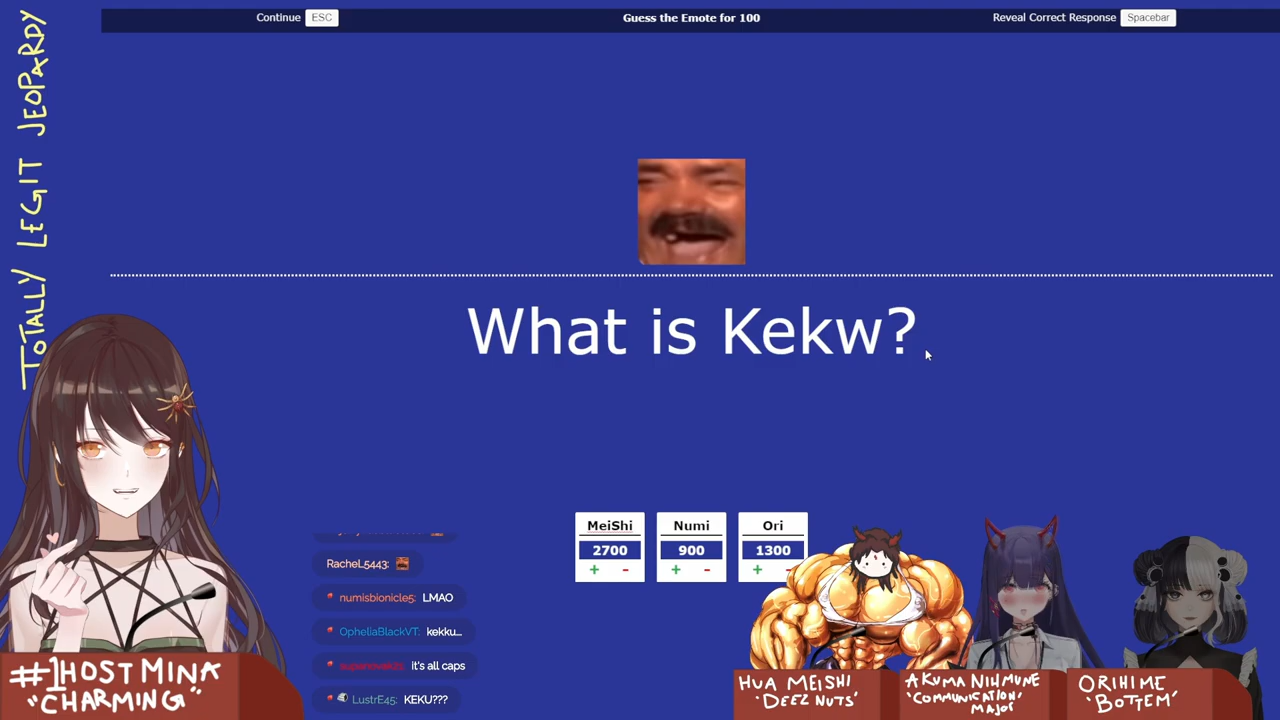 Continue ESC
Guess the Emote for 100
Reveal Correct Response Spacebar
TOTALLY LEGIT JEOPARDY
What is Kekw?
MeiShi
2700
+ -
Numi
900
+ -
Ori
1300
+ -
RacheL5443:
numisbionicle5: LMAO
OpheliaBlackVT: kekku...
it's all caps
LustrE45: KEKU???
#1HOST MINA
"CHARMING"
HUA MEISHI
"DEEZ NUTS"
AKUMA NIHMUNE
"COMMUNICATION"
MAJOR
ORIHIME
"BOTTEM"